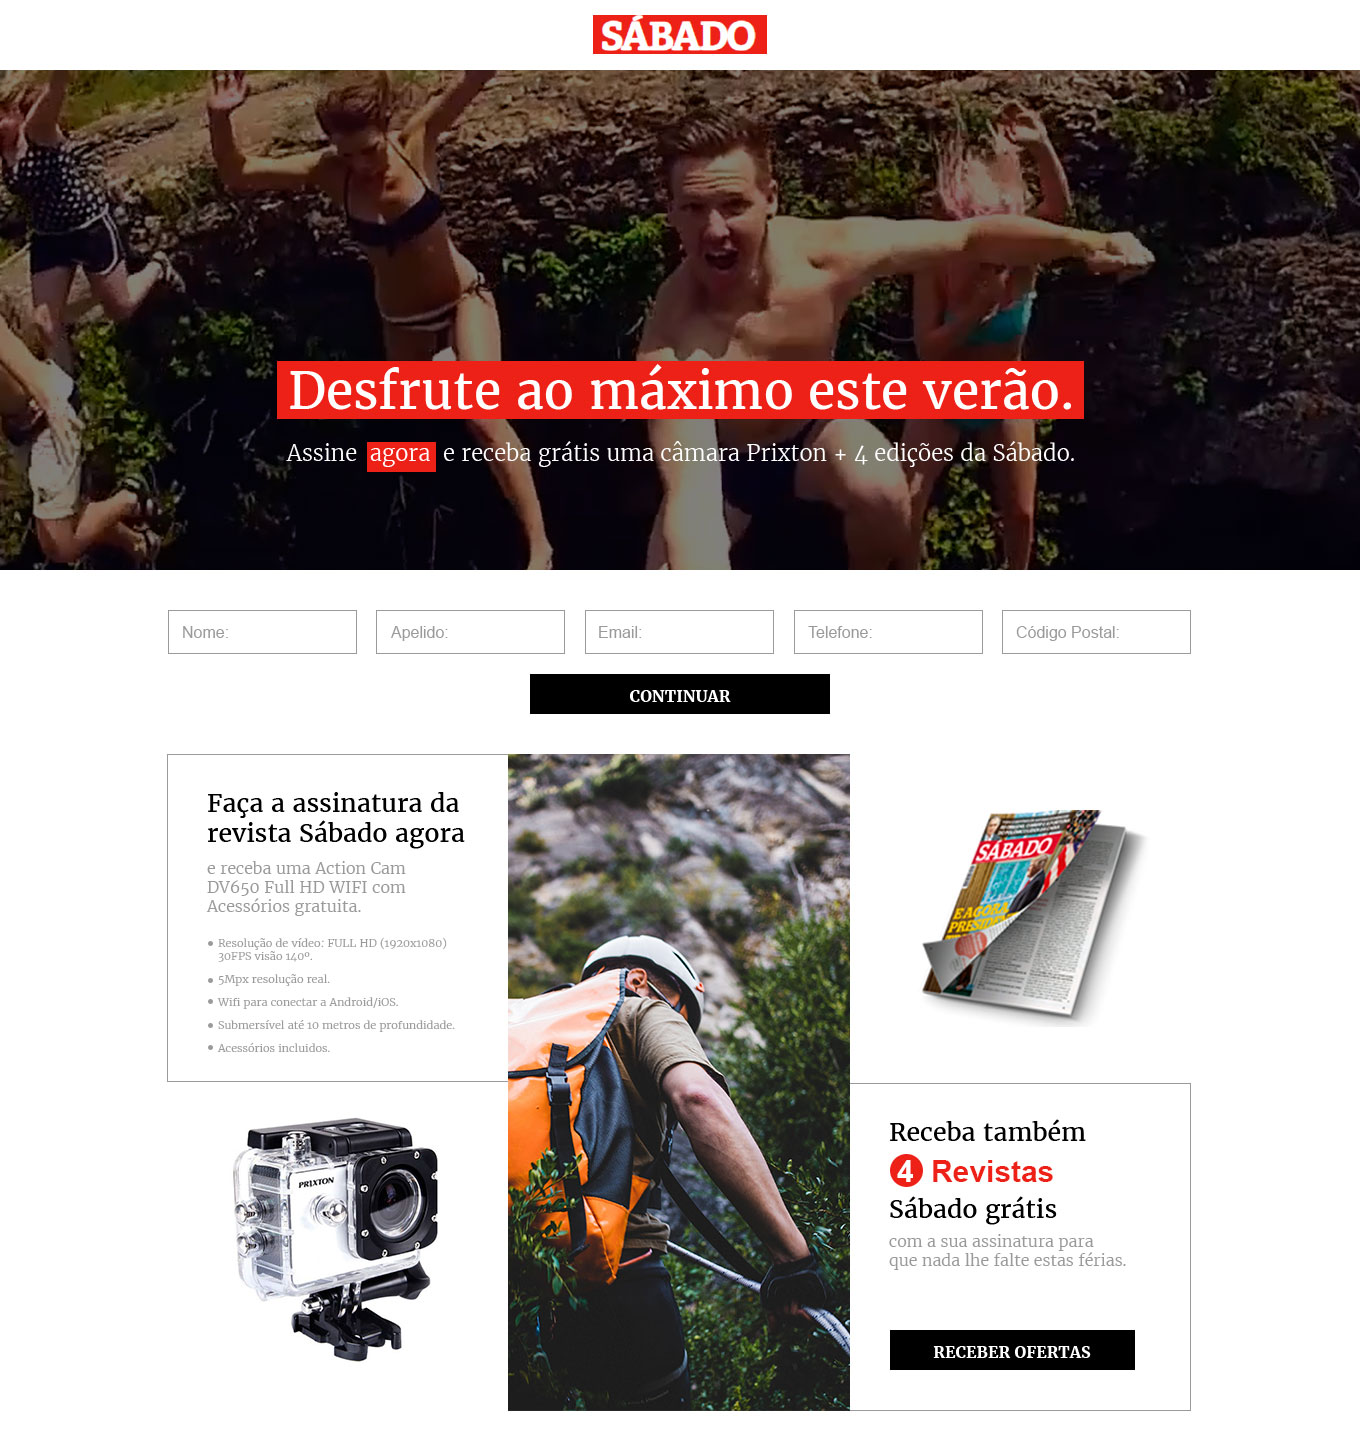 SÁBADO
Desfrute ao máximo este verão.
Assine agora e receba grátis uma câmara Prixton + 4 edições da Sábado.
Nome:
Apelido:
Email:
Telefone:
Código Postal:
CONTINUAR
Faça a assinatura da
revista Sábado agora
e receba uma Action Cam
DV650 Full HD WIFI com
Acessórios gratuita.
• Resolução de vídeo: FULL HD (1920x1080)
30FPS visão 140º.
• 5Mpx resolução real.
• Wifi para conectar a Android/iOS.
• Submersível até 10 metros de profundidade.
• Acessórios incluidos.
SÁBADO
E AGORA
PRIXTON
Receba também
4 Revistas
Sábado grátis
com a sua assinatura para
que nada lhe falte estas férias.
RECEBER OFERTAS